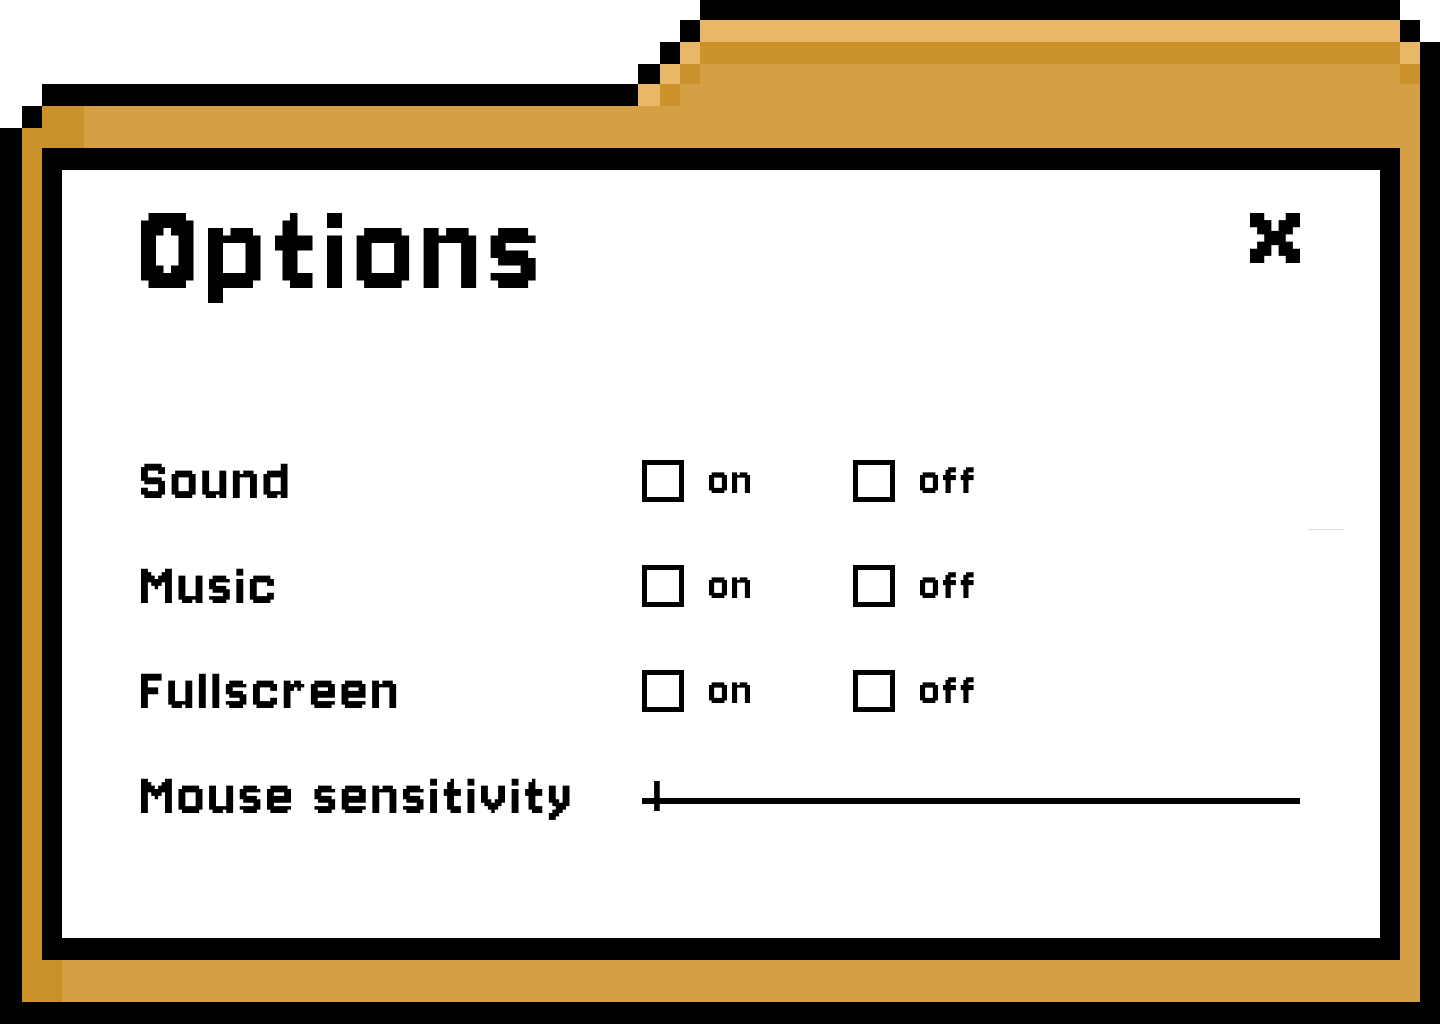 Options x
Sound on off
Music on off
Fullscreen on off
Mouse sensitivity